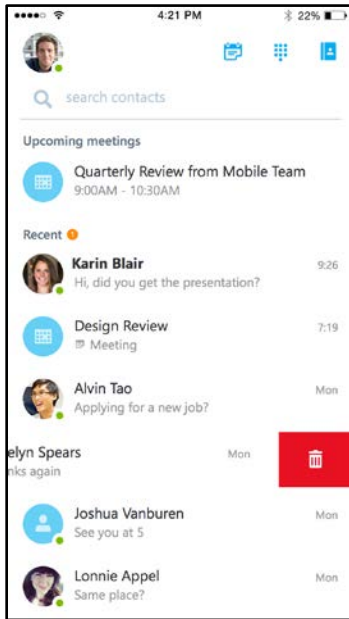 4:21 PM 22%
search contacts
Upcoming meetings
Quarterly Review from Mobile Team
9:00AM - 10:30AM
Recent 1
Karin Blair 9:26
Hi, did you get the presentation?
Design Review 7:19
Meeting
Alvin Tao Mon
Applying for a new job?
elyn Spears Mon
nks again
Joshua Vanburen Mon
See you at 5
Lonnie Appel Mon
Same place?